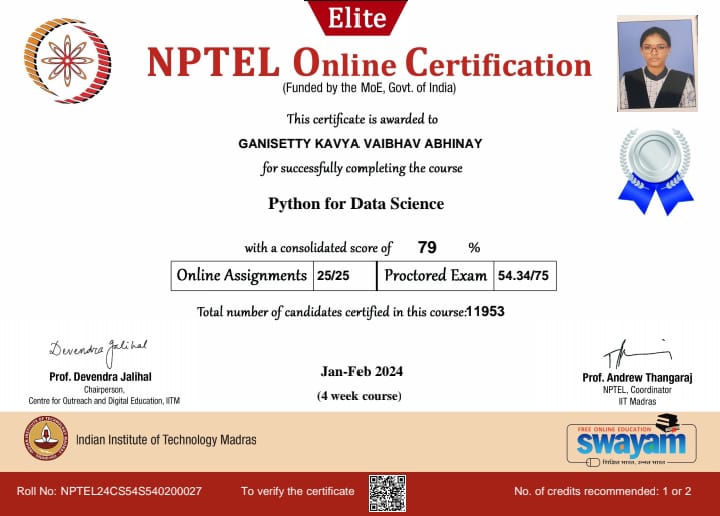 Elite
NPTEL Online Certification
(Funded by the MoE, Govt. of India)
This certificate is awarded to
GANISETTY KAVYA VAIBHAV ABHINAY
for successfully completing the course
Python for Data Science
with a consolidated score of 79 %
Online Assignments 25/25 Proctored Exam 54.34/75
Total number of candidates certified in this course:11953
Devendra Jalihal
Prof. Devendra Jalihal
Chairperson,
Centre for Outreach and Digital Education, IITM
Jan-Feb 2024
(4 week course)
Prof. Andrew Thangaraj
NPTEL, Coordinator
IIT Madras
Indian Institute of Technology Madras
FREE ONLINE EDUCATION
swayam
शिक्षित भारत, उन्नत भारत
Roll No: NPTEL24CS54S540200027 To verify the certificate No. of credits recommended: 1 or 2